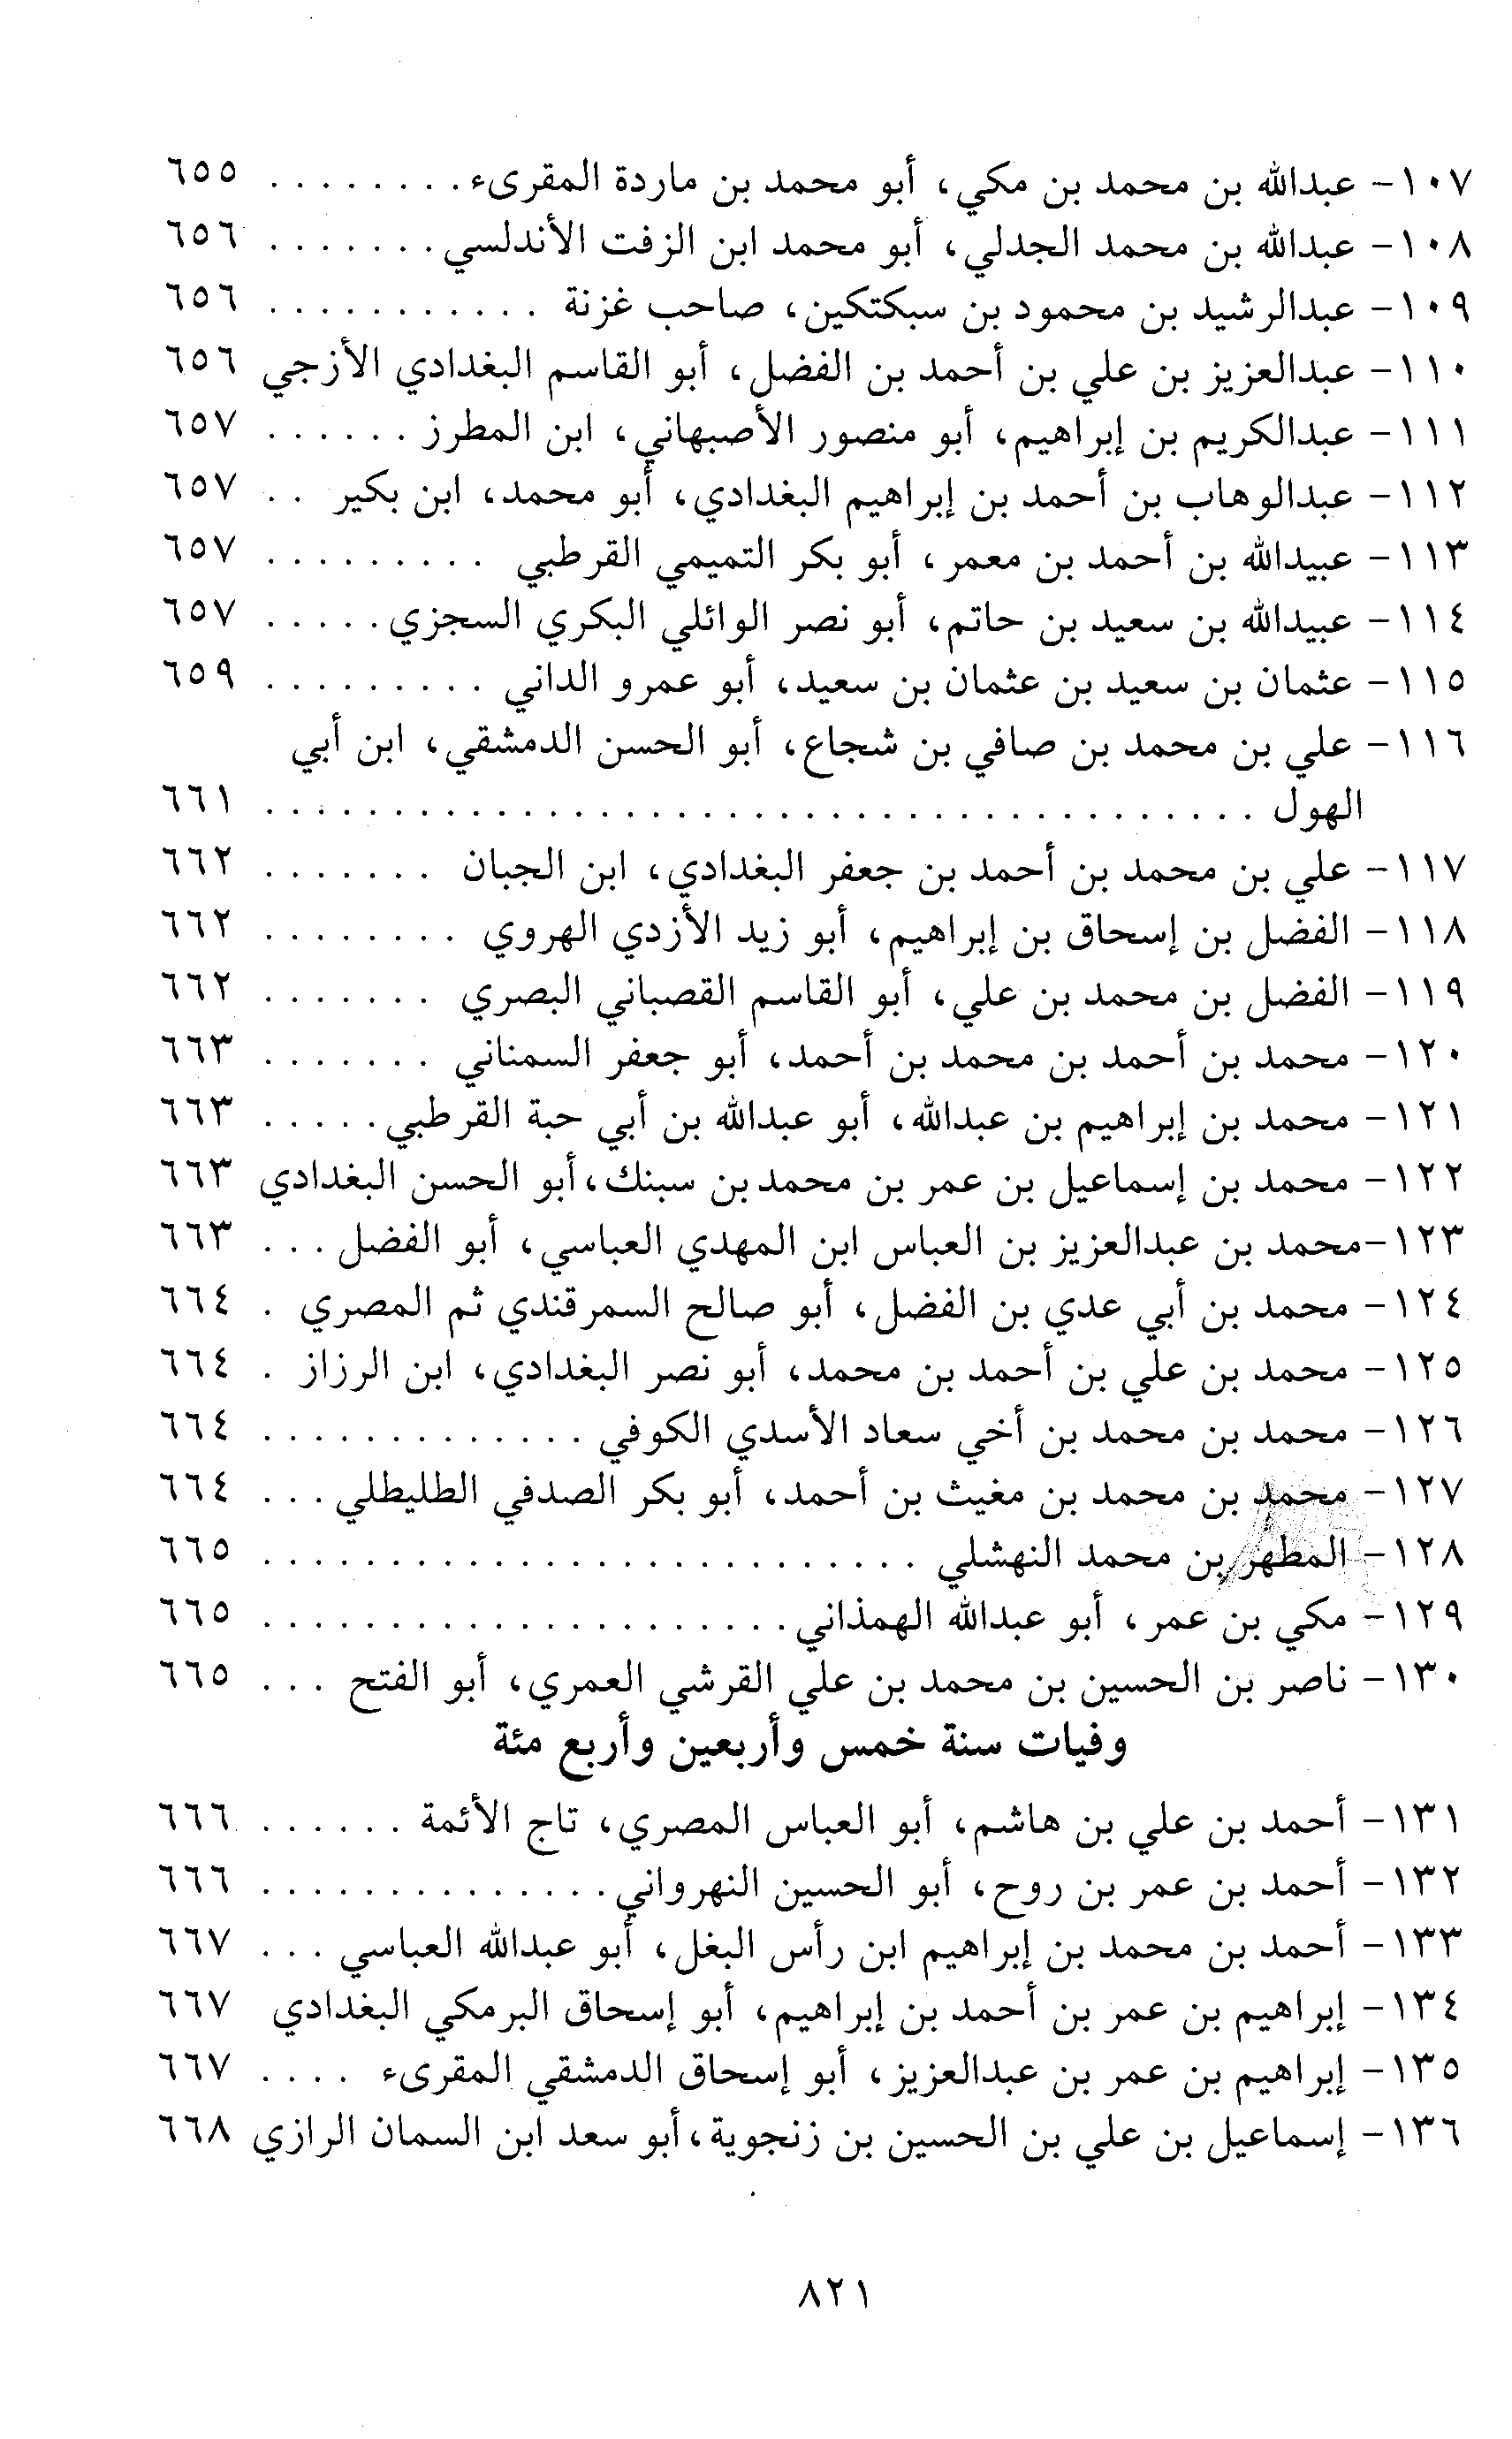 ١٠٧- عبدالله بن محمد بن مكي، أبو محمد بن ماردة المقرىء . . . . . . . . ٦٥٥
١٠٨- عبدالله بن محمد الجدلي، أبو محمد ابن الزفت الأندلسي . . . . . . . ٦٥٦
١٠٩- عبدالرشيد بن محمود بن سبكتكين، صاحب غزنة . . . . . . . . . . . ٦٥٦
١١٠- عبدالعزيز بن علي بن أحمد بن الفضل، أبو القاسم البغدادي الأزجي ٦٥٦
١١١- عبدالكريم بن إبراهيم، أبو منصور الأصبهاني، ابن المطرز . . . . . . ٦٥٧
١١٢- عبدالوهاب بن أحمد بن إبراهيم البغدادي، أبو محمد، ابن بكير . . ٦٥٧
١١٣- عبيدالله بن أحمد بن معمر، أبو بكر التميمي القرطبي . . . . . . . . . ٦٥٧
١١٤- عبيدالله بن سعيد بن حاتم، أبو نصر الوائلي البكري السجزي . . . . . ٦٥٧
١١٥- عثمان بن سعيد بن عثمان بن سعيد، أبو عمرو الداني . . . . . . . . . ٦٥٩
١١٦- علي بن محمد بن صافي بن شجاع، أبو الحسن الدمشقي، ابن أبي
الهول . . . . . . . . . . . . . . . . . . . . . . . . . . . . . . . . . . . . . . . ٦٦١
١١٧- علي بن محمد بن أحمد بن جعفر البغدادي، ابن الجبان . . . . . . . ٦٦٢
١١٨- الفضل بن إسحاق بن إبراهيم، أبو زيد الأزدي الهروي . . . . . . . . ٦٦٢
١١٩- الفضل بن محمد بن علي، أبو القاسم القصباني البصري . . . . . . . ٦٦٢
١٢٠- محمد بن أحمد بن محمد بن أحمد، أبو جعفر السمناني . . . . . . . ٦٦٣
١٢١- محمد بن إبراهيم بن عبدالله، أبو عبدالله بن أبي حبة القرطبي . . . . . ٦٦٣
١٢٢- محمد بن إسماعيل بن عمر بن محمد بن سبنك، أبو الحسن البغدادي ٦٦٣
١٢٣-محمد بن عبدالعزيز بن العباس ابن المهدي العباسي، أبو الفضل . . . ٦٦٣
١٢٤- محمد بن أبي عدي بن الفضل، أبو صالح السمرقندي ثم المصري . ٦٦٤
١٢٥- محمد بن علي بن أحمد بن محمد، أبو نصر البغدادي، ابن الرزاز . ٦٦٤
١٢٦- محمد بن محمد بن أخي سعاد الأسدي الكوفي . . . . . . . . . . . . . ٦٦٤
١٢٧- محمد بن محمد بن مغيث بن أحمد، أبو بكر الصدفي الطليطلي . . . ٦٦٤
١٢٨- المطهر بن محمد النهشلي . . . . . . . . . . . . . . . . . . . . . . . . . . ٦٦٥
١٢٩- مكي بن عمر، أبو عبدالله الهمذاني . . . . . . . . . . . . . . . . . . . . . ٦٦٥
١٣٠- ناصر بن الحسين بن محمد بن علي القرشي العمري، أبو الفتح . . . ٦٦٥
وفيات سنة خمس وأربعين وأربع مئة
١٣١- أحمد بن علي بن هاشم، أبو العباس المصري، تاج الأئمة . . . . . . ٦٦٦
١٣٢- أحمد بن عمر بن روح، أبو الحسين النهرواني . . . . . . . . . . . . . . ٦٦٦
١٣٣- أحمد بن محمد بن إبراهيم ابن رأس البغل، أبو عبدالله العباسي . . . ٦٦٧
١٣٤- إبراهيم بن عمر بن أحمد بن إبراهيم، أبو إسحاق البرمكي البغدادي ٦٦٧
١٣٥- إبراهيم بن عمر بن عبدالعزيز، أبو إسحاق الدمشقي المقرىء . . . . ٦٦٧
١٣٦- إسماعيل بن علي بن الحسين بن زنجوية، أبو سعد ابن السمان الرازي ٦٦٨
٨٢١